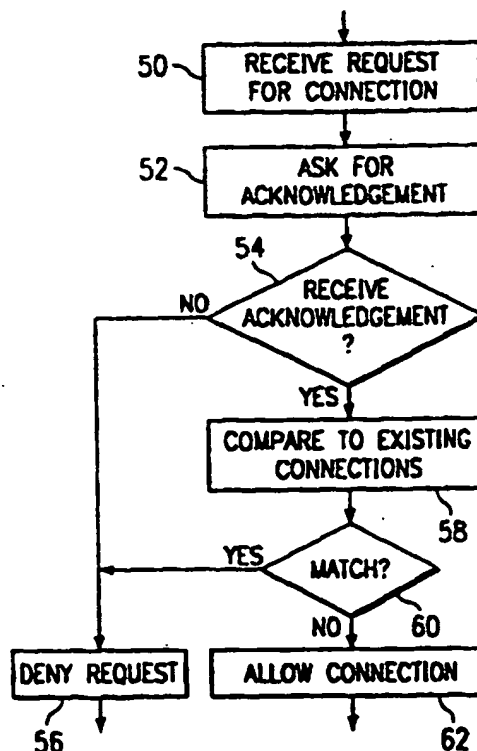 50
RECEIVE REQUEST
FOR CONNECTION
52
ASK FOR
ACKNOWLEDGEMENT
54
NO
RECEIVE
ACKNOWLEDGEMENT
?
YES
COMPARE TO EXISTING
CONNECTIONS
58
YES
MATCH?
60
NO
DENY REQUEST
ALLOW CONNECTION
56
62